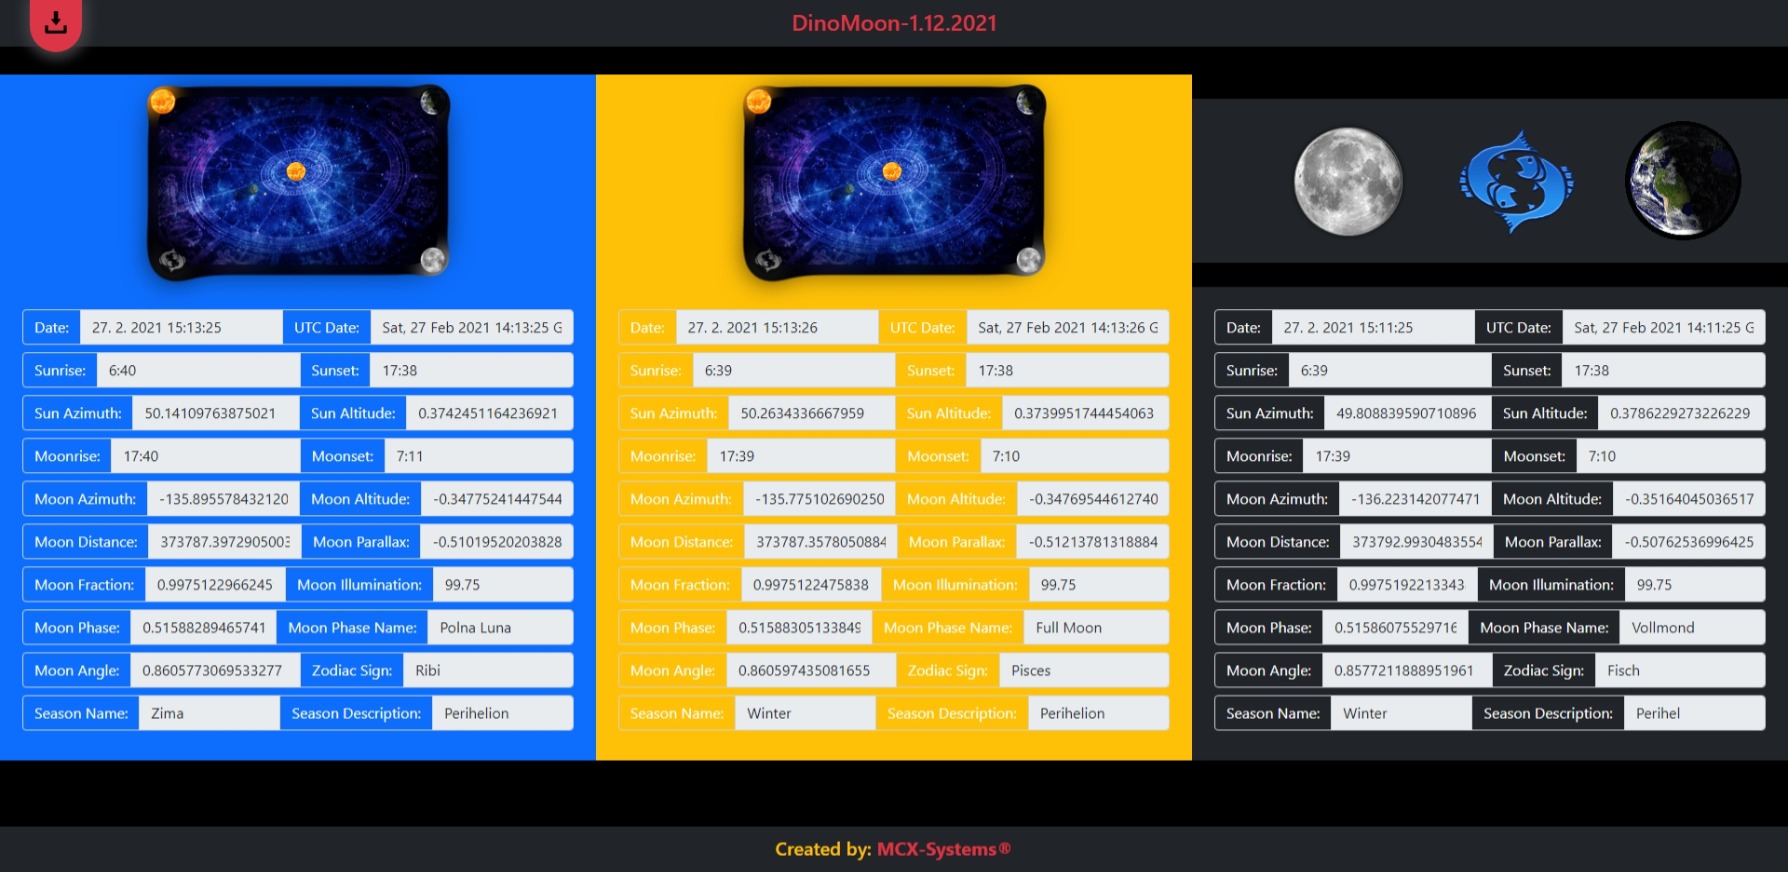 DinoMoon-1.12.2021
Date: 27. 2. 2021 15:13:25 UTC Date: Sat, 27 Feb 2021 14:13:25 G
Sunrise: 6:40 Sunset: 17:38
Sun Azimuth: 50.14109763875021 Sun Altitude: 0.3742451164236921
Moonrise: 17:40 Moonset: 7:11
Moon Azimuth: -135.895578432120 Moon Altitude: -0.34775241447544
Moon Distance: 373787.3972905003 Moon Parallax: -0.51019520203828
Moon Fraction: 0.9975122966245 Moon Illumination: 99.75
Moon Phase: 0.51588289465741 Moon Phase Name: Polna Luna
Moon Angle: 0.8605773069533277 Zodiac Sign: Ribi
Season Name: Zima Season Description: Perihelion
Date: 27. 2. 2021 15:13:26 UTC Date: Sat, 27 Feb 2021 14:13:26 G
Sunrise: 6:39 Sunset: 17:38
Sun Azimuth: 50.2634336667959 Sun Altitude: 0.3739951744454063
Moonrise: 17:39 Moonset: 7:10
Moon Azimuth: -135.775102690250 Moon Altitude: -0.34769544612740
Moon Distance: 373787.3578050884 Moon Parallax: -0.51213781318884
Moon Fraction: 0.9975122475838 Moon Illumination: 99.75
Moon Phase: 0.51588305133849 Moon Phase Name: Full Moon
Moon Angle: 0.860597435081655 Zodiac Sign: Pisces
Season Name: Winter Season Description: Perihelion
Date: 27. 2. 2021 15:11:25 UTC Date: Sat, 27 Feb 2021 14:11:25 G
Sunrise: 6:39 Sunset: 17:38
Sun Azimuth: 49.808839590710896 Sun Altitude: 0.3786229273226229
Moonrise: 17:39 Moonset: 7:10
Moon Azimuth: -136.223142077471 Moon Altitude: -0.35164045036517
Moon Distance: 373792.9930483554 Moon Parallax: -0.50762536996425
Moon Fraction: 0.9975192213343 Moon Illumination: 99.75
Moon Phase: 0.51586075529716 Moon Phase Name: Vollmond
Moon Angle: 0.8577211888951961 Zodiac Sign: Fisch
Season Name: Winter Season Description: Perihel
Created by: MCX-Systems®